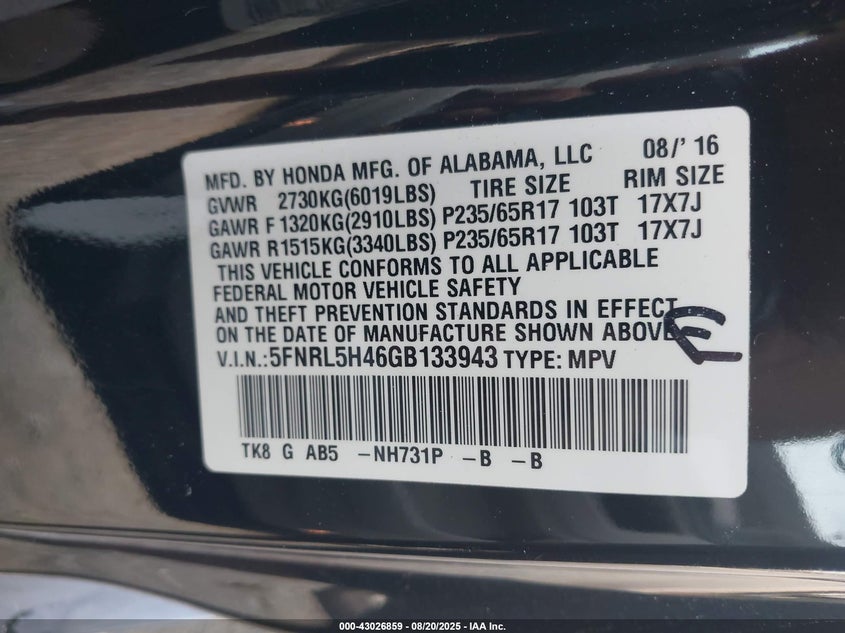 MFD. BY HONDA MFG. OF ALABAMA, LLC 08/'16
GVWR 2730KG(6019LBS) TIRE SIZE RIM SIZE
GAWR F 1320KG(2910LBS) P235/65R17 103T 17X7J
GAWR R1515KG(3340LBS) P235/65R17 103T 17X7J
THIS VEHICLE CONFORMS TO ALL APPLICABLE
FEDERAL MOTOR VEHICLE SAFETY
AND THEFT PREVENTION STANDARDS IN EFFECT
ON THE DATE OF MANUFACTURE SHOWN ABOVE
V.I.N.:5FNRL5H46GB133943 TYPE: MPV
TK8 G AB5 -NH731P -B -B
000-43026859 - 08/20/2025 - IAA Inc.